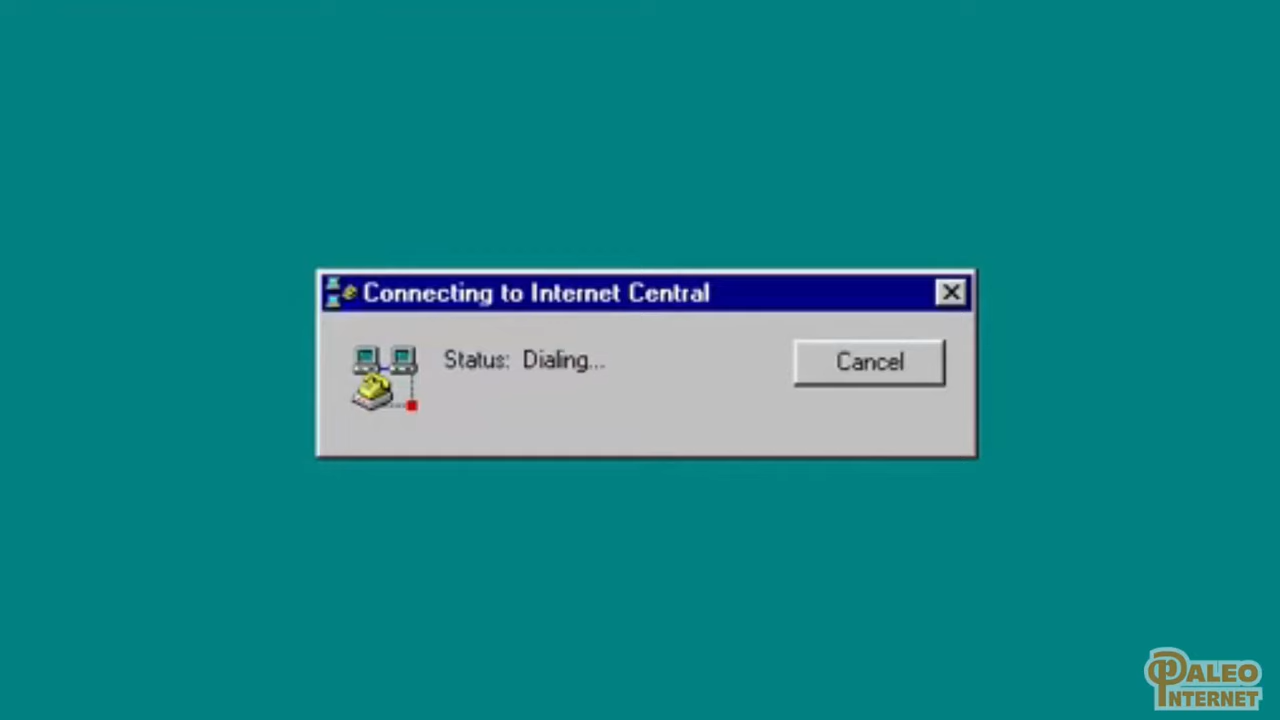 Connecting to Internet Central
Status: Dialing...
Cancel
PALEO
INTERNET